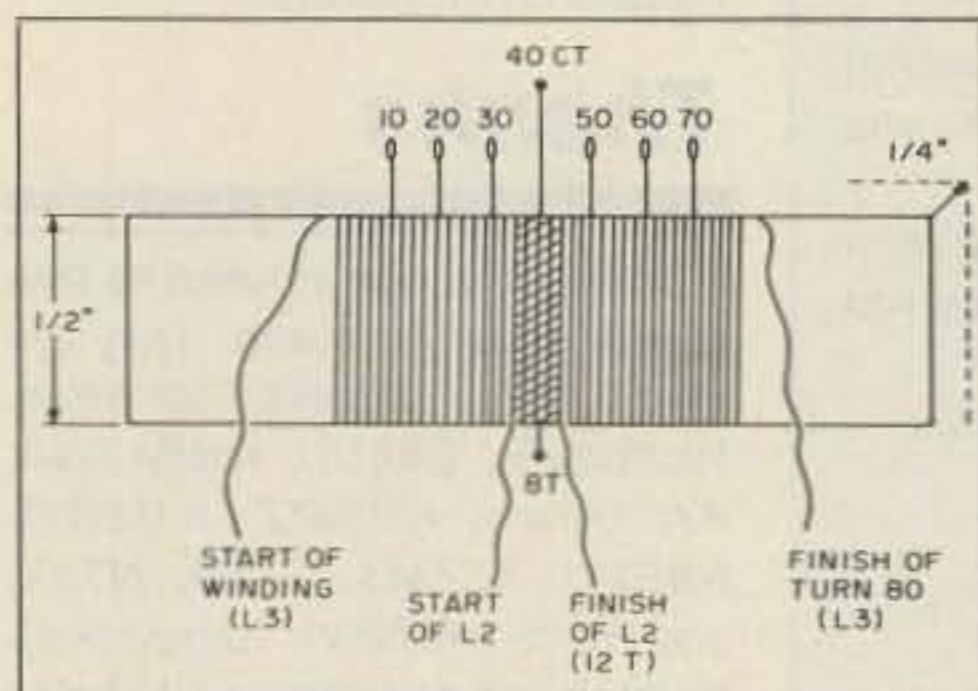 40 CT
10 20 30 50 60 70
1/4"
1/2"
8T
START OF
WINDING
(L3)
START
OF L2
FINISH
OF L2
(12 T)
FINISH OF
TURN 80
(L3)